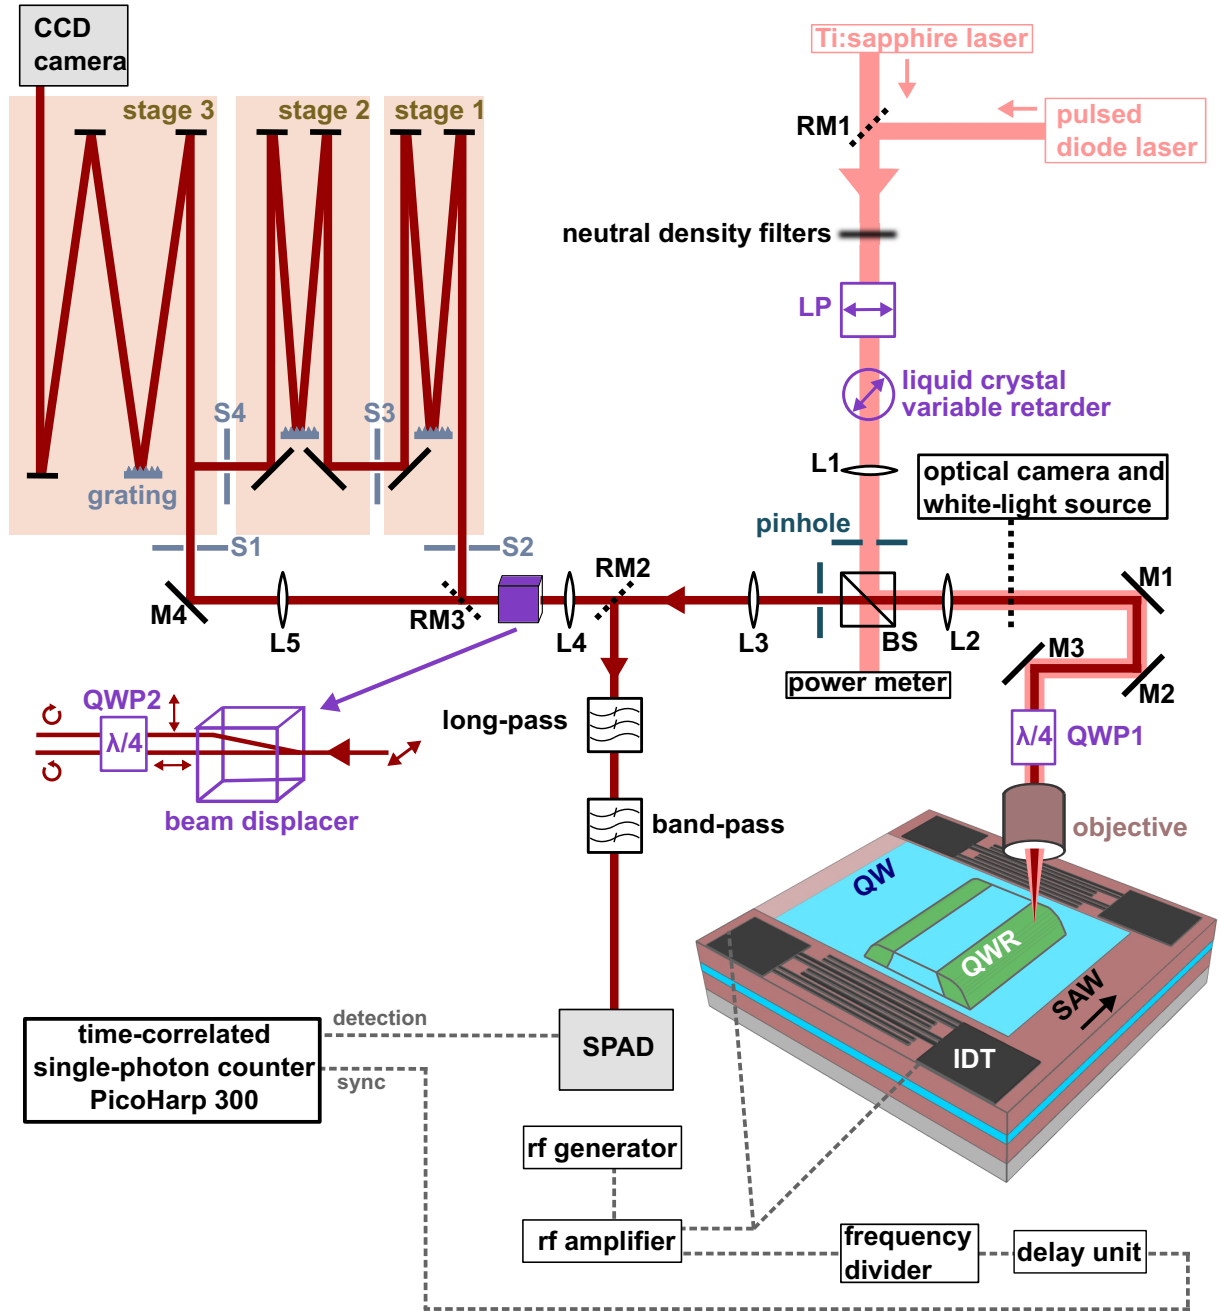 CCD
camera
stage 3
stage 2
stage 1
Ti:sapphire laser
RM1
pulsed
diode laser
neutral density filters
LP
liquid crystal
variable retarder
S4
S3
L1
optical camera and
white-light source
grating
pinhole
S1
S2
RM2
M1
M4
L5
RM3
L4
L3
BS
L2
M3
M2
power meter
QWP2
λ/4
long-pass
λ/4
QWP1
beam displacer
band-pass
objective
QW
QWR
SAW
IDT
detection
time-correlated
single-photon counter
PicoHarp 300
sync
SPAD
rf generator
rf amplifier
frequency
divider
delay unit